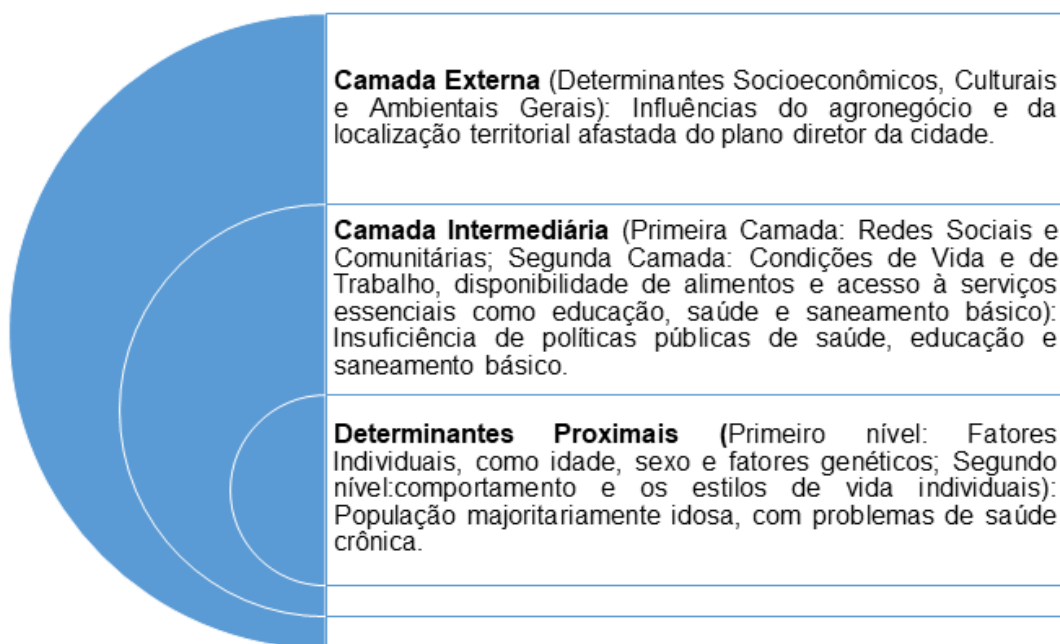 Camada Externa (Determinantes Socioeconômicos, Culturais
e Ambientais Gerais): Influências do agronegócio e da
localização territorial afastada do plano diretor da cidade.
Camada Intermediária (Primeira Camada: Redes Sociais e
Comunitárias; Segunda Camada: Condições de Vida e de
Trabalho, disponibilidade de alimentos e acesso à serviços
essenciais como educação, saúde e saneamento básico):
Insuficiência de políticas públicas de saúde, educação e
saneamento básico.
Determinantes Proximais (Primeiro nível: Fatores
Individuais, como idade, sexo e fatores genéticos; Segundo
nível:comportamento e os estilos de vida individuais):
População majoritariamente idosa, com problemas de saúde
crônica.